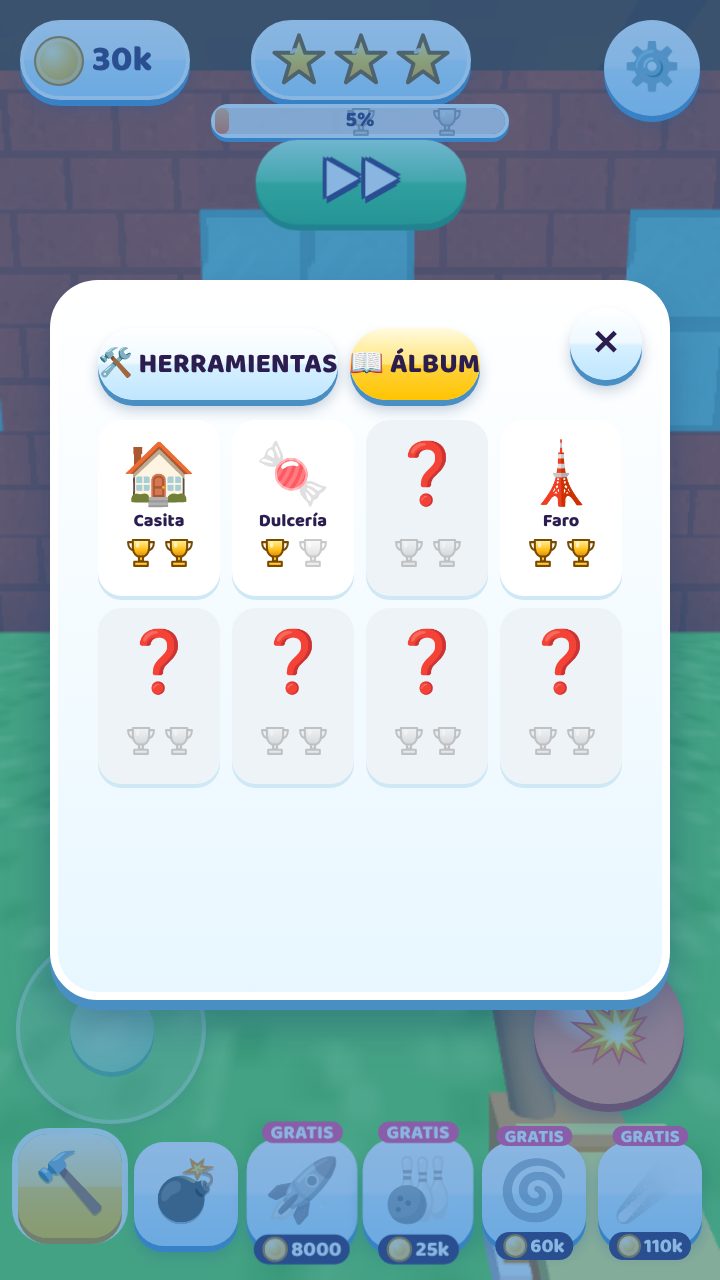 30k
5%
HERRAMIENTAS
ÁLBUM
Casita
Dulcería
Faro
GRATIS
GRATIS
GRATIS
GRATIS
8000
25k
60k
110k